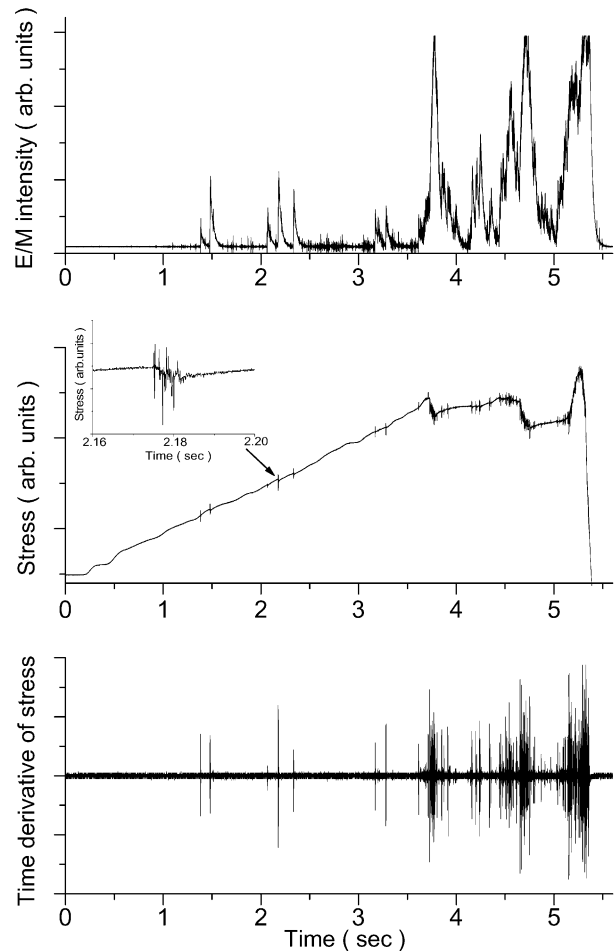 E/M intensity ( arb. units )
0 1 2 3 4 5
Stress ( arb. units )
Stress ( arb.units )
2.16 2.18 2.20
Time ( sec )
0 1 2 3 4 5
Time derivative of stress
0 1 2 3 4 5
Time ( sec )